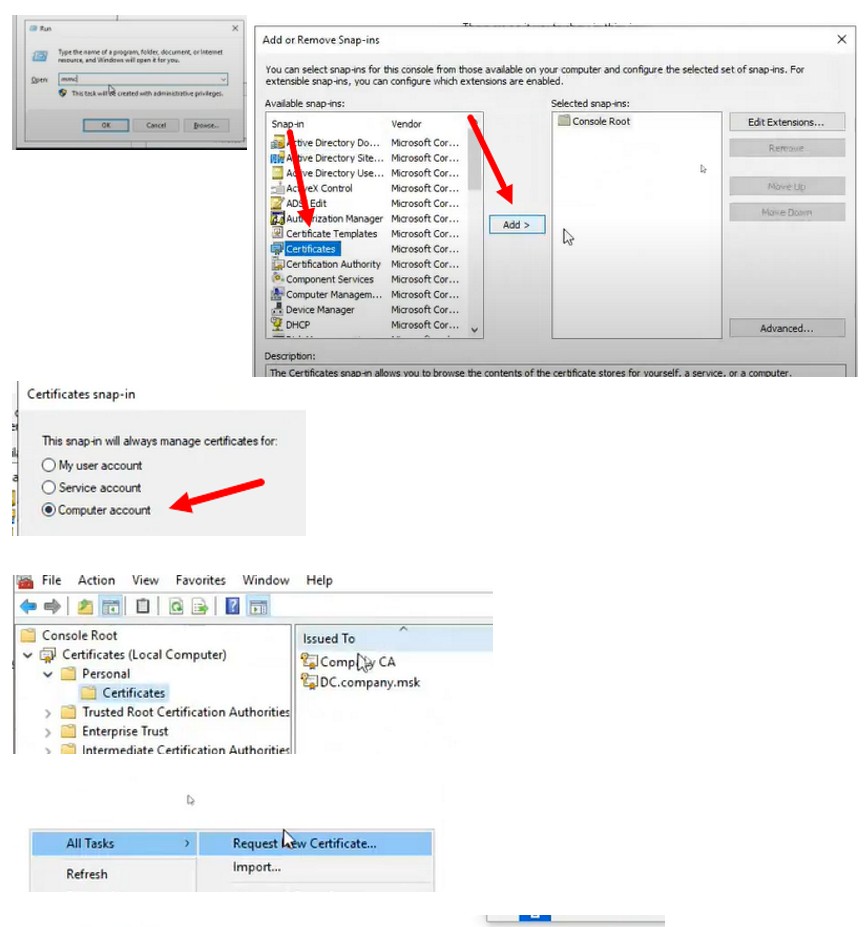 Run
Type the name of a program, folder, document, or Internet
resource, and Windows will open it for you.
Open:
mmc
This task will be created with administrative privileges.
OK
Cancel
Browse...
Add or Remove Snap-ins
You can select snap-ins for this console from those available on your computer and configure the selected set of snap-ins. For
extensible snap-ins, you can configure which extensions are enabled.
Available snap-ins:
Snap-in Vendor
Active Directory Do... Microsoft Cor...
Active Directory Site... Microsoft Cor...
Active Directory Use... Microsoft Cor...
ActiveX Control Microsoft Cor...
ADSI Edit Microsoft Cor...
Authorization Manager Microsoft Cor...
Certificate Templates Microsoft Cor...
Certificates Microsoft Cor...
Certification Authority Microsoft Cor...
Component Services Microsoft Cor...
Computer Managem... Microsoft Cor...
Device Manager Microsoft Cor...
DHCP Microsoft Cor...
Add >
Selected snap-ins:
Console Root
Edit Extensions...
Remove
Move Up
Move Down
Advanced...
Description:
The Certificates snap-in allows you to browse the contents of the certificate stores for yourself, a service, or a computer.
Certificates snap-in
This snap-in will always manage certificates for:
My user account
Service account
Computer account
File Action View Favorites Window Help
Console Root
Certificates (Local Computer)
Personal
Certificates
Trusted Root Certification Authorities
Enterprise Trust
Intermediate Certification Authorities
Issued To
Company CA
DC.company.msk
All Tasks
Refresh
Request New Certificate...
Import...